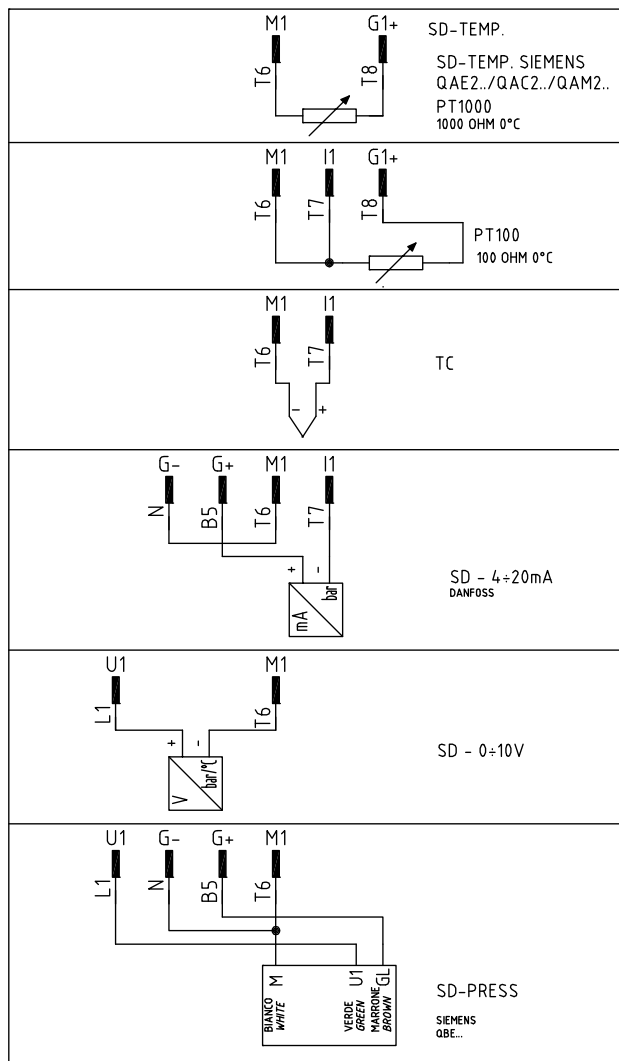 M1 G1+ SD-TEMP.
T6 T8
SD-TEMP. SIEMENS
QAE2../QAC2../QAM2..
PT1000
1000 OHM 0°C
M1 I1 G1+
T6 T7 T8
PT100
100 OHM 0°C
M1 I1
T6 T7
TC
- +
G- G+ M1 I1
N B5 T6 T7
+ -
mA bar
SD - 4÷20mA
DANFOSS
U1 M1
L1 T6
+ -
V bar/°C
SD - 0÷10V
U1 G- G+ M1
L1 N B5 T6
M U1 GL
BIANCO VERDE MARRONE
WHITE GREEN BROWN
SD-PRESS
SIEMENS
QBE...